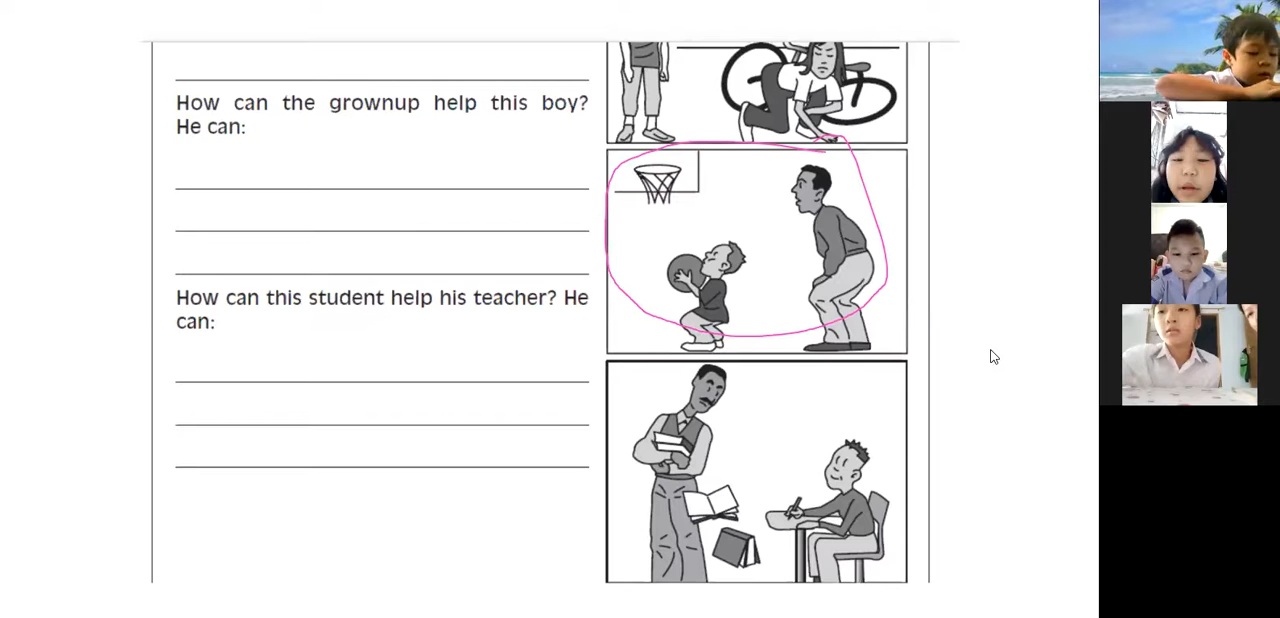 How can the grownup help this boy?
He can:
How can this student help his teacher? He
can: